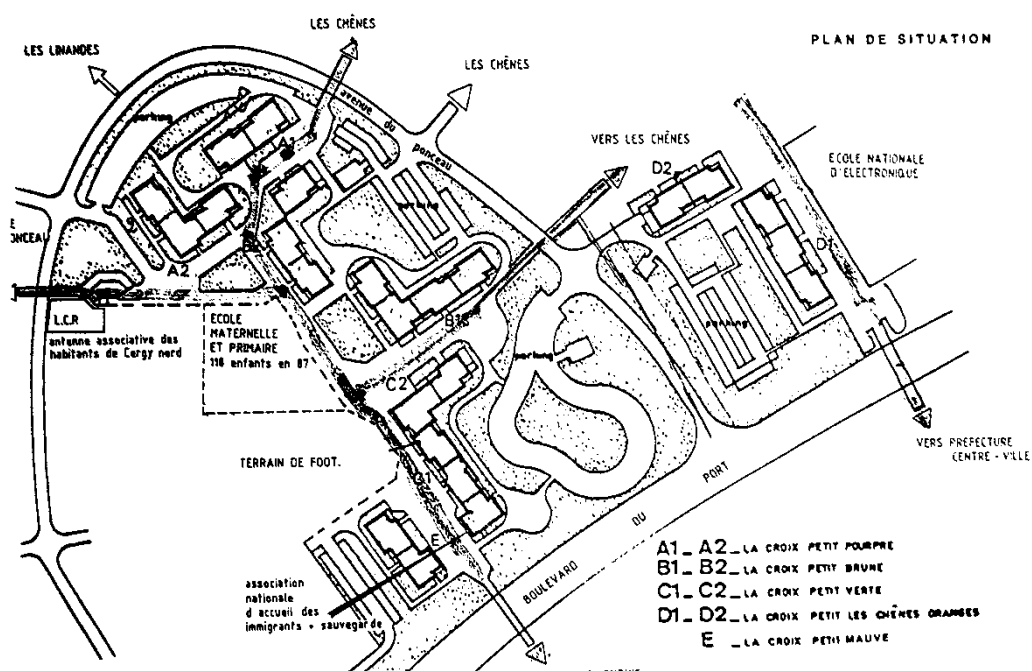 PLAN DE SITUATION
LES CHÊNES
LES LINANDES
LES CHÊNES
avenue du
ponceau
parking
A1
VERS LES CHÊNES
D2
ECOLE NATIONALE
D'ELECTRONIQUE
parking
A2
D1
L.C.R
antenne associative des
habitants de Cergy nord
ECOLE
MATERNELLE
ET PRIMAIRE
116 enfants en 87
B1
parking
parking
C2
TERRAIN DE FOOT.
C1
VERS PREFECTURE
CENTRE-VILLE
BOULEVARD DU PORT
E
association
nationale
d accueil des
immigrants + sauvegarde
A1_A2_LA CROIX PETIT POURPRE
B1_B2_LA CROIX PETIT BRUNE
C1_C2_LA CROIX PETIT VERTE
D1_D2_LA CROIX PETIT LES CHÊNES ORANGES
E _LA CROIX PETIT MAUVE